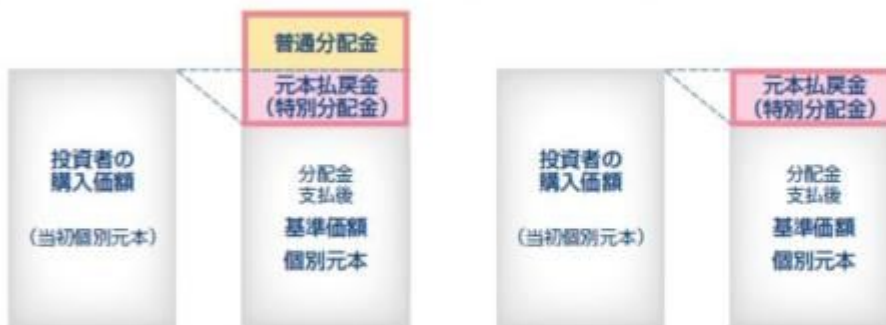 普通分配金
元本払戻金
(特別分配金)
投資者の
購入価額
(当初個別元本)
分配金
支払後
基準価額
個別元本
元本払戻金
(特別分配金)
投資者の
購入価額
(当初個別元本)
分配金
支払後
基準価額
個別元本